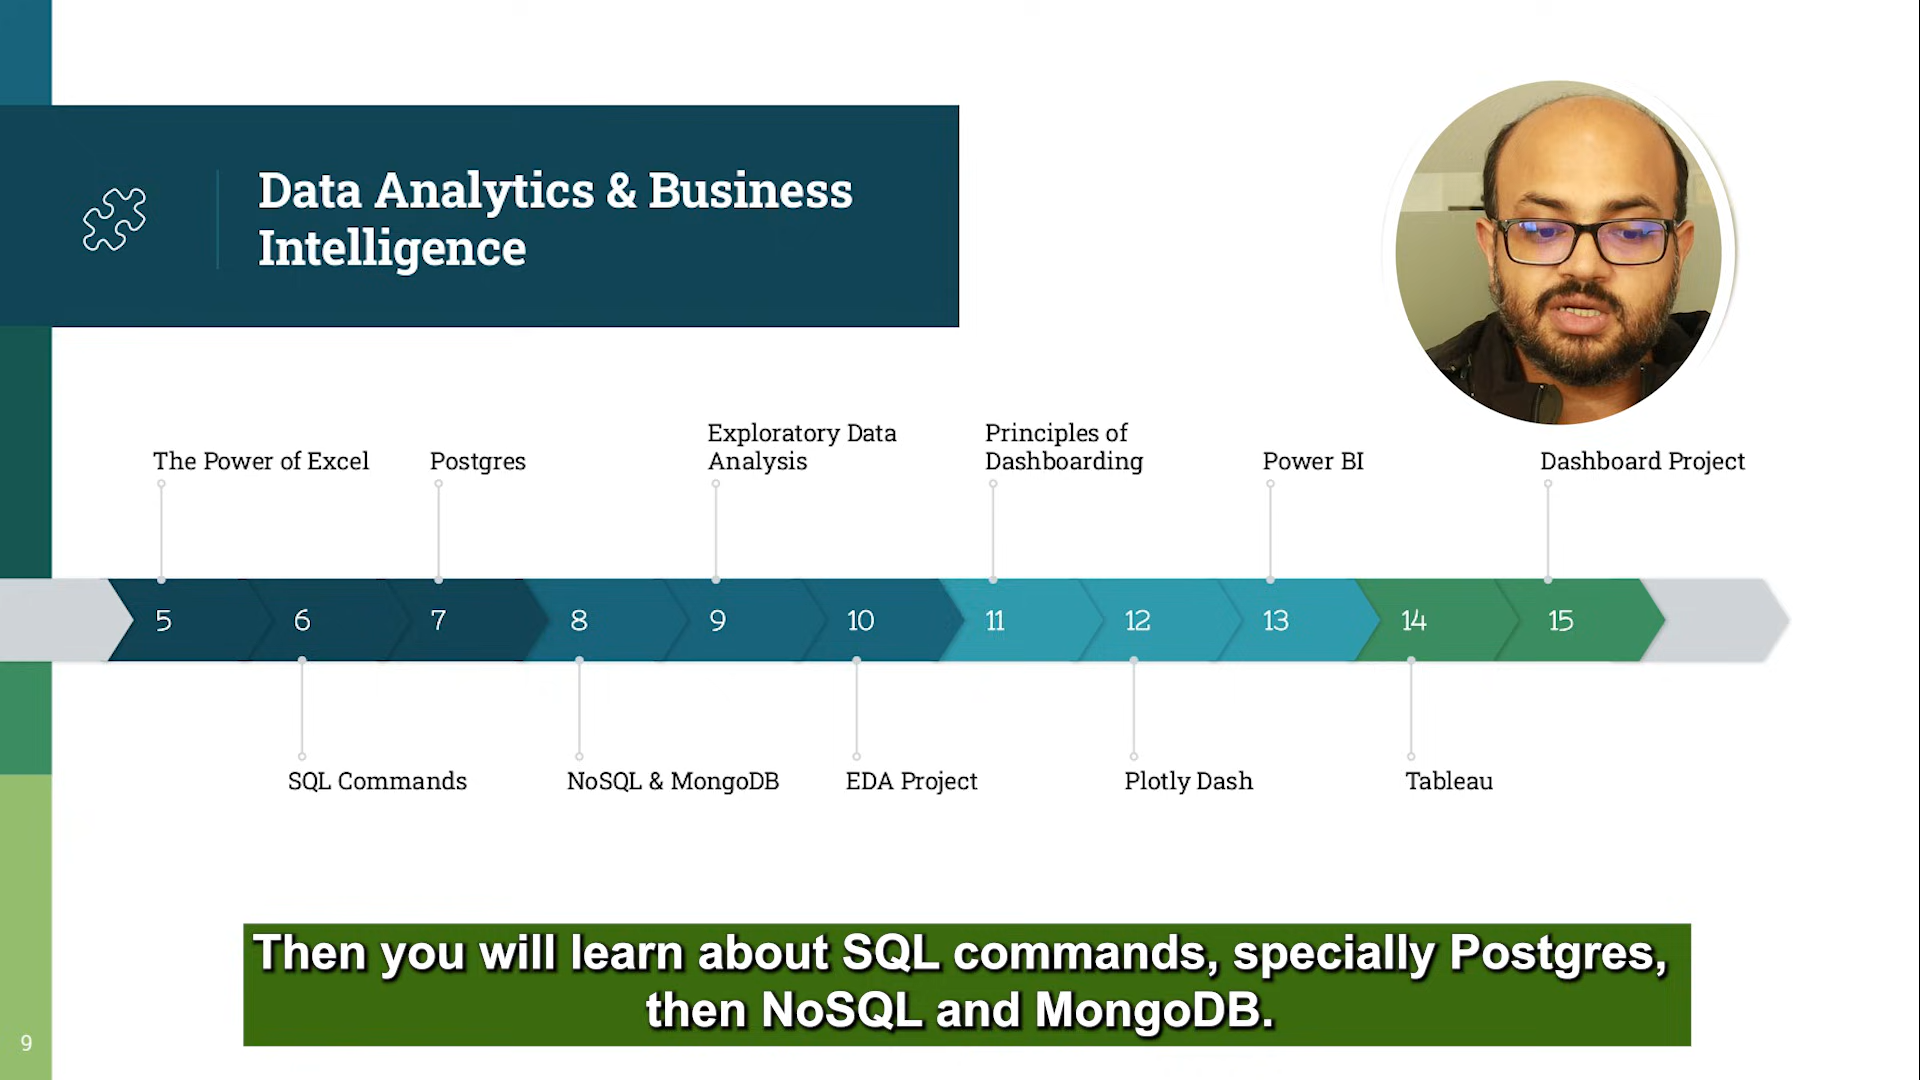 Data Analytics & Business
Intelligence
The Power of Excel
Postgres
Exploratory Data
Analysis
Principles of
Dashboarding
Power BI
Dashboard Project
5 6 7 8 9 10 11 12 13 14 15
SQL Commands
NoSQL & MongoDB
EDA Project
Plotly Dash
Tableau
Then you will learn about SQL commands, specially Postgres,
then NoSQL and MongoDB.
9